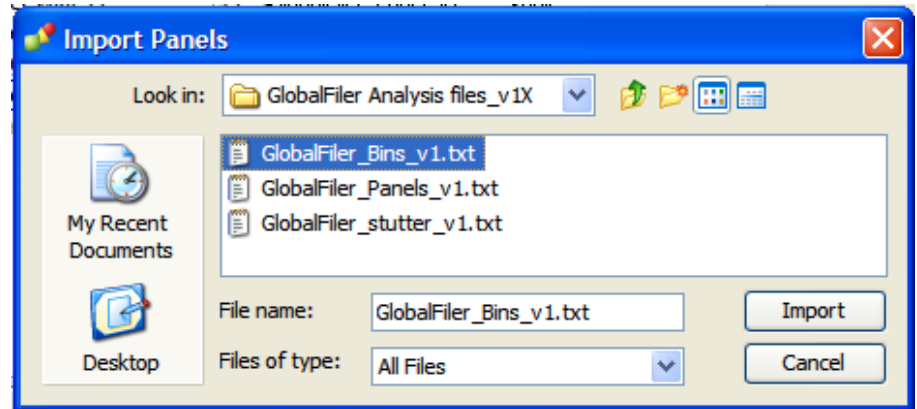 Import Panels
Look in: GlobalFiler Analysis files_v1X
GlobalFiler_Bins_v1.txt
GlobalFiler_Panels_v1.txt
GlobalFiler_stutter_v1.txt
My Recent
Documents
Desktop
File name: GlobalFiler_Bins_v1.txt Import
Files of type: All Files Cancel